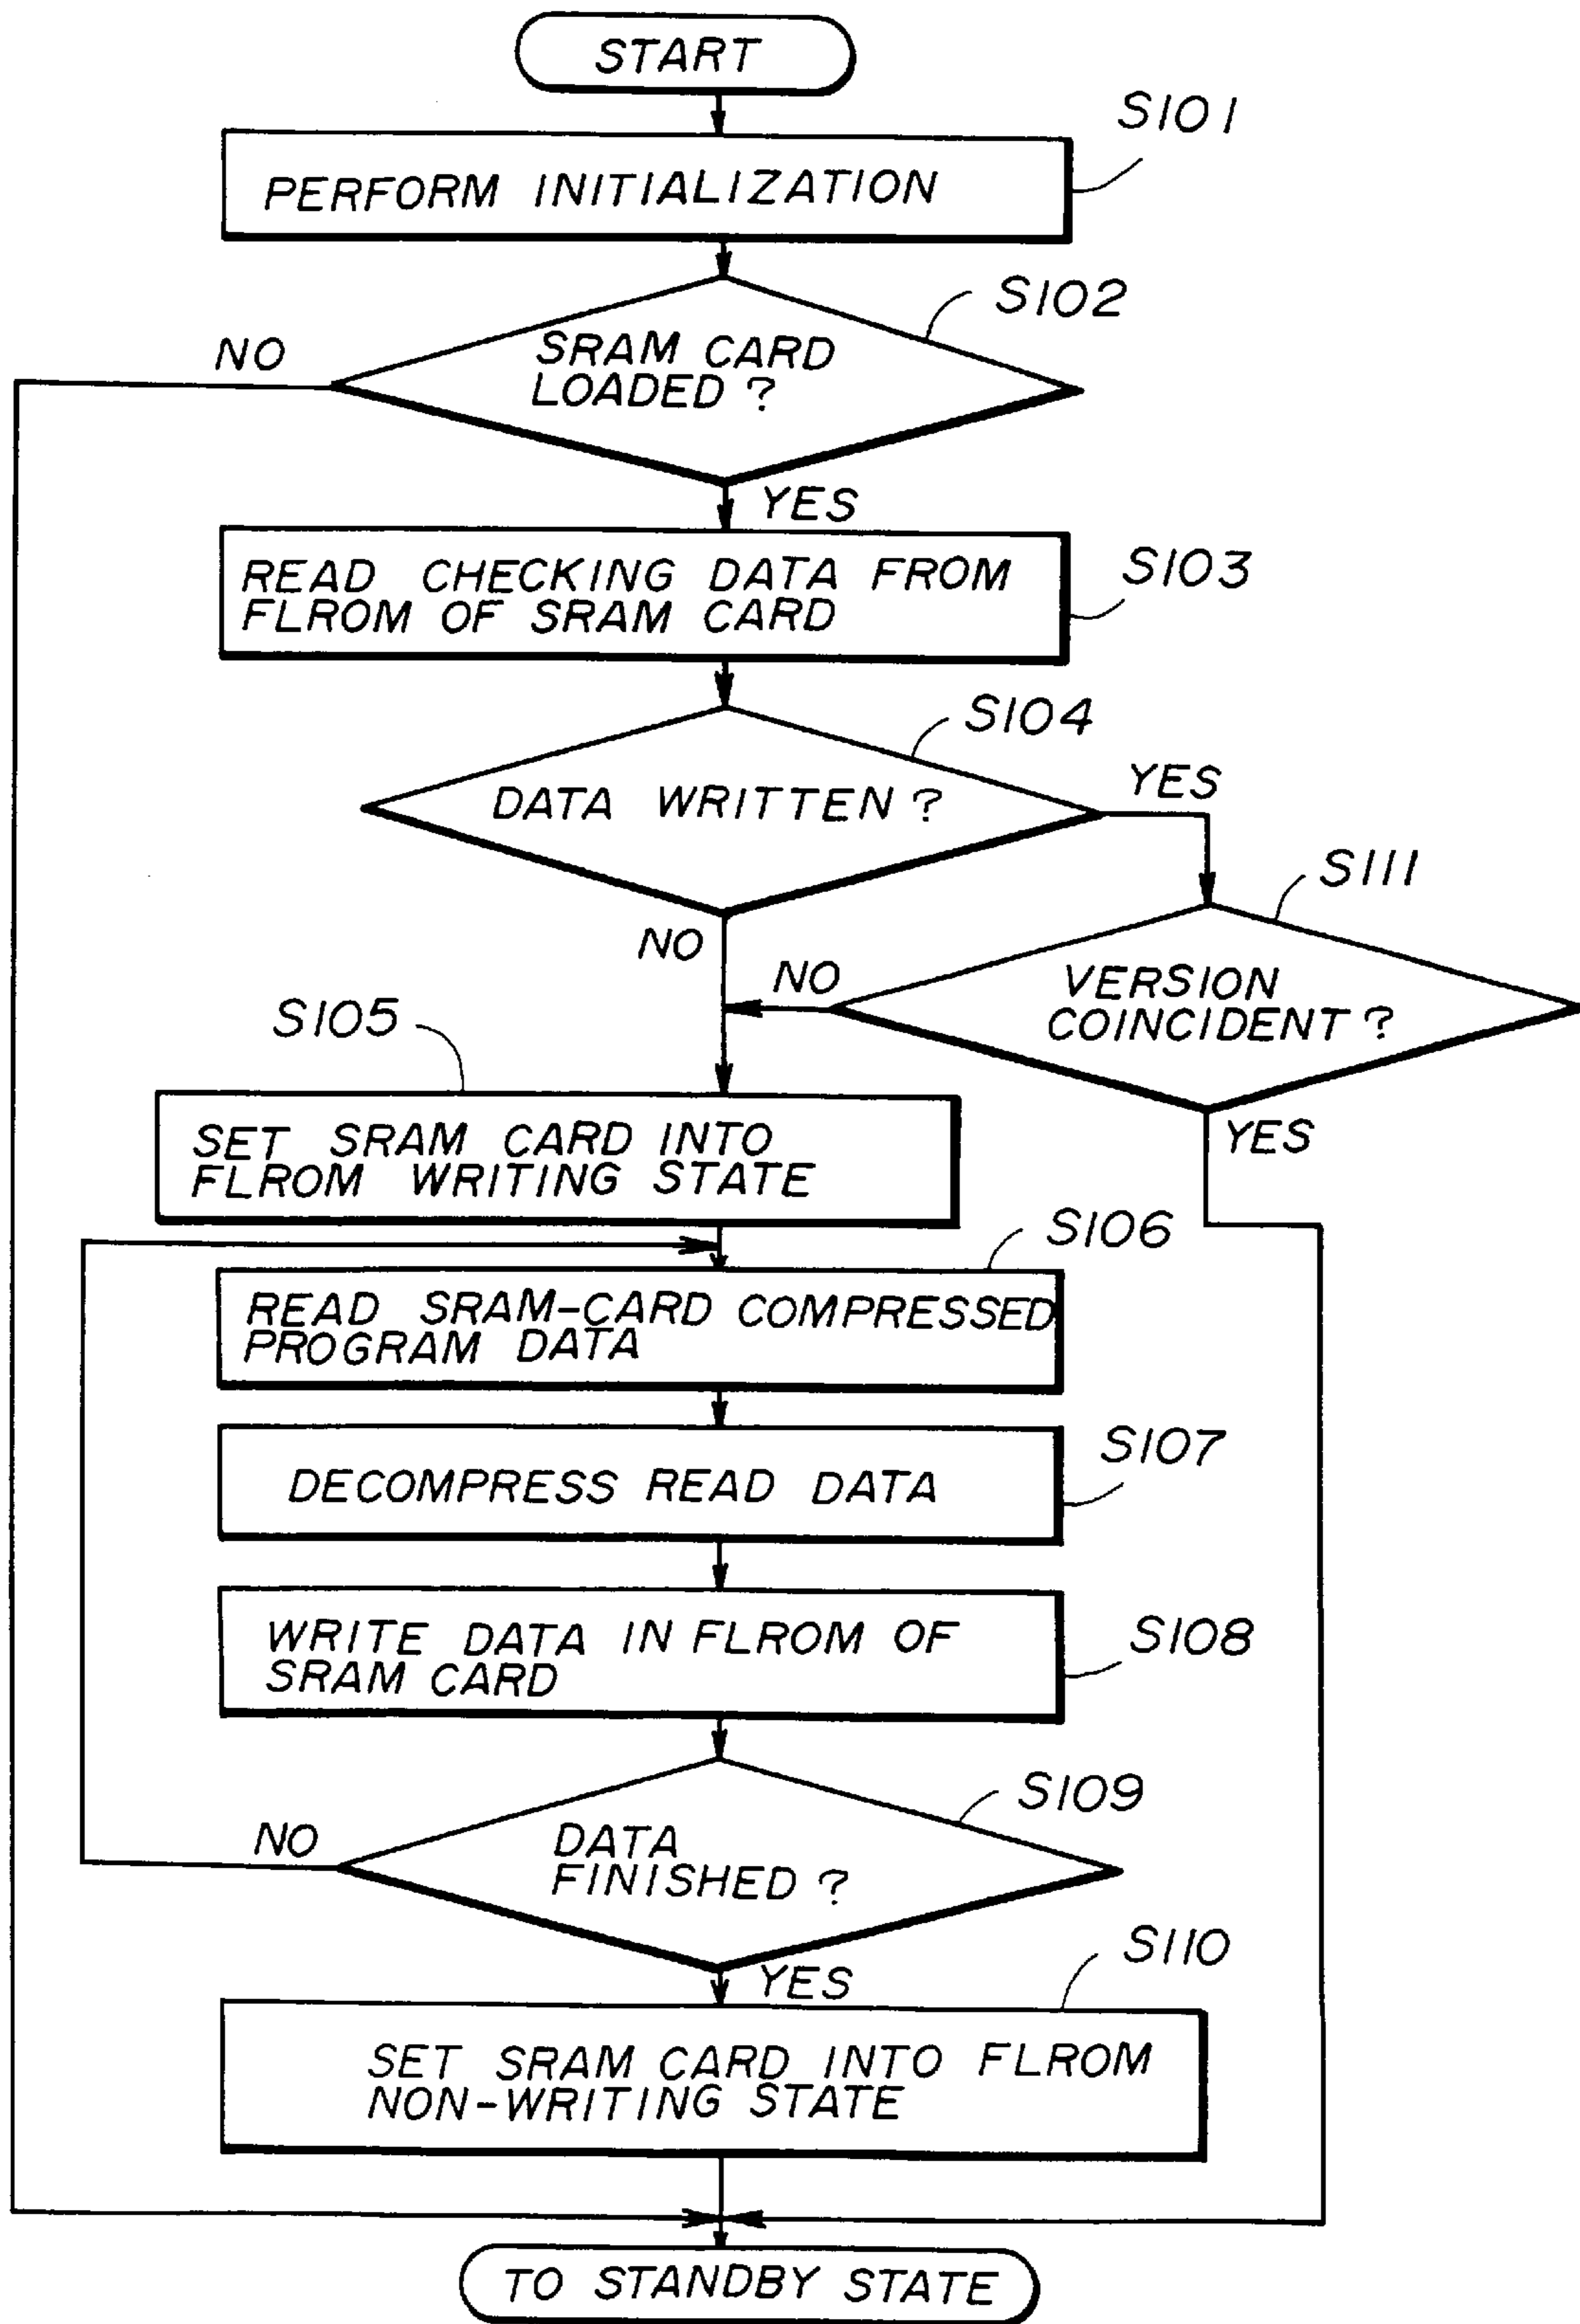 START
S101
PERFORM INITIALIZATION
S102
NO
SRAM CARD
LOADED ?
YES
READ CHECKING DATA FROM
FLROM OF SRAM CARD
S103
S104
YES
DATA WRITTEN ?
S111
NO
NO
VERSION
COINCIDENT ?
S105
YES
SET SRAM CARD INTO
FLROM WRITING STATE
S106
READ SRAM-CARD COMPRESSED
PROGRAM DATA
S107
DECOMPRESS READ DATA
WRITE DATA IN FLROM OF
SRAM CARD
S108
S109
NO
DATA
FINISHED ?
S110
YES
SET SRAM CARD INTO FLROM
NON-WRITING STATE
TO STANDBY STATE